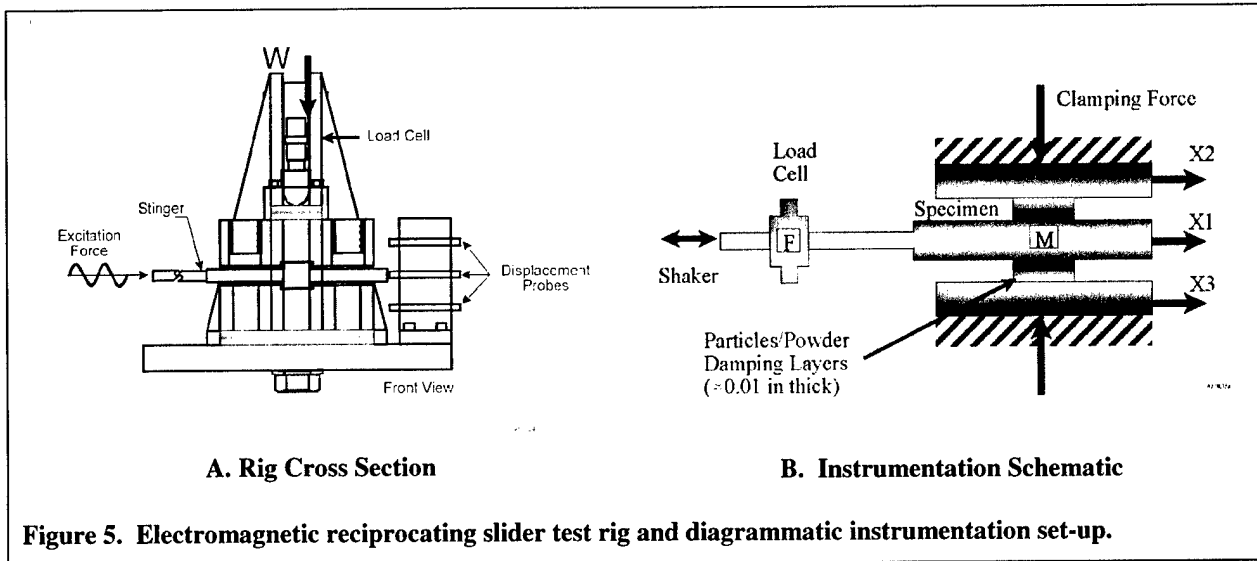 W
Load Cell
Stinger
Excitation
Force
Displacement
Probes
Front View
A. Rig Cross Section
Clamping Force
Load
Cell
X2
Specimen
F
M
X1
Shaker
X3
Particles/Powder
Damping Layers
(≈0.01 in thick)
B. Instrumentation Schematic
Figure 5. Electromagnetic reciprocating slider test rig and diagrammatic instrumentation set-up.